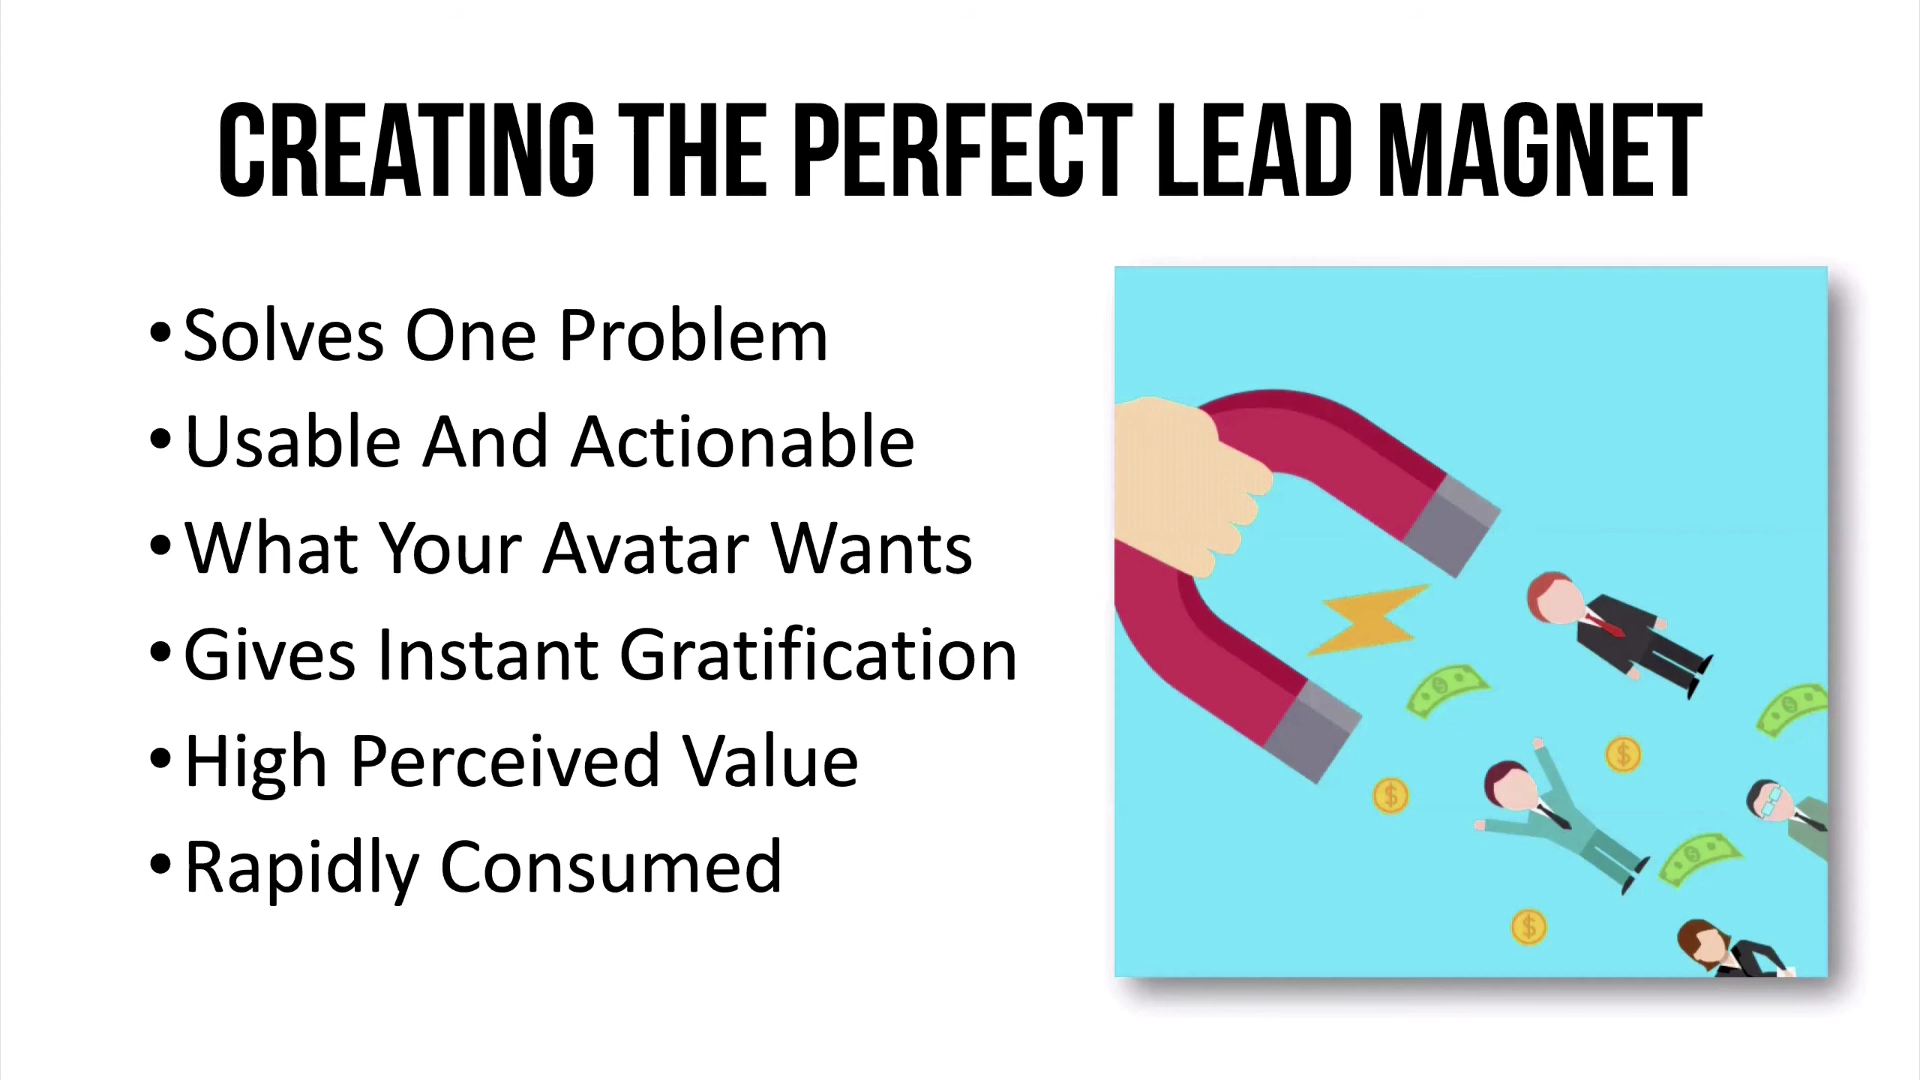 CREATING THE PERFECT LEAD MAGNET
• Solves One Problem
• Usable And Actionable
• What Your Avatar Wants
• Gives Instant Gratification
• High Perceived Value
• Rapidly Consumed
$
$
$
$
$
$